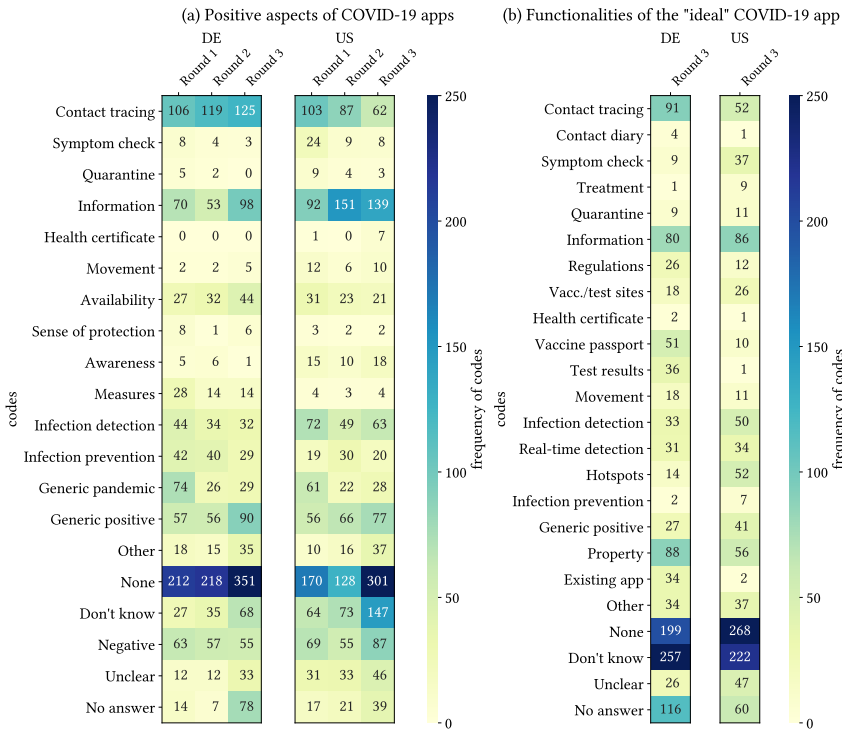 (a) Positive aspects of COVID-19 apps
DE US
Round 1 Round 2 Round 3 Round 1 Round 2 Round 3
codes
Contact tracing 106 119 125 103 87 62
Symptom check 8 4 3 24 9 8
Quarantine 5 2 0 9 4 3
Information 70 53 98 92 151 139
Health certificate 0 0 0 1 0 7
Movement 2 2 5 12 6 10
Availability 27 32 44 31 23 21
Sense of protection 8 1 6 3 2 2
Awareness 5 6 1 15 10 18
Measures 28 14 14 4 3 4
Infection detection 44 34 32 72 49 63
Infection prevention 42 40 29 19 30 20
Generic pandemic 74 26 29 61 22 28
Generic positive 57 56 90 56 66 77
Other 18 15 35 10 16 37
None 212 218 351 170 128 301
Don't know 27 35 68 64 73 147
Negative 63 57 55 69 55 87
Unclear 12 12 33 31 33 46
No answer 14 7 78 17 21 39
250
200
150
100
50
0
frequency of codes
(b) Functionalities of the "ideal" COVID-19 app
DE US
Round 3 Round 3
codes
Contact tracing 91 52
Contact diary 4 1
Symptom check 9 37
Treatment 1 9
Quarantine 9 11
Information 80 86
Regulations 26 12
Vacc./test sites 18 26
Health certificate 2 1
Vaccine passport 51 10
Test results 36 1
Movement 18 11
Infection detection 33 50
Real-time detection 31 34
Hotspots 14 52
Infection prevention 2 7
Generic positive 27 41
Property 88 56
Existing app 34 2
Other 34 37
None 199 268
Don't know 257 222
Unclear 26 47
No answer 116 60
250
200
150
100
50
0
frequency of codes